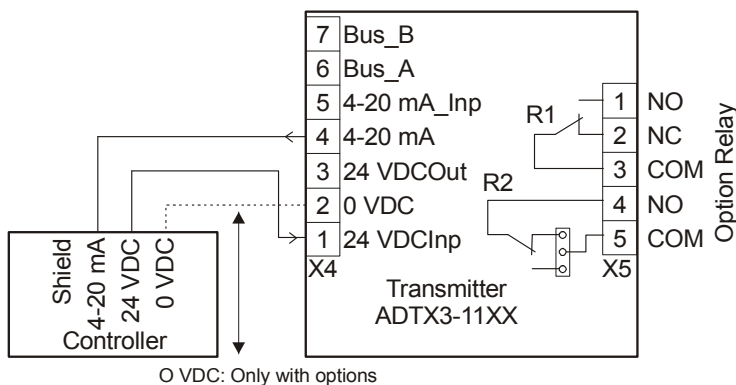 7 Bus_B
6 Bus_A
5 4-20 mA_Inp
4 4-20 mA
3 24 VDCOut
2 0 VDC
1 24 VDCInp
X4
R1
R2
1 NO
2 NC
3 COM
4 NO
5 COM
X5
Option Relay
Transmitter
ADTX3-11XX
Shield
4-20 mA
24 VDC
0 VDC
Controller
O VDC: Only with options